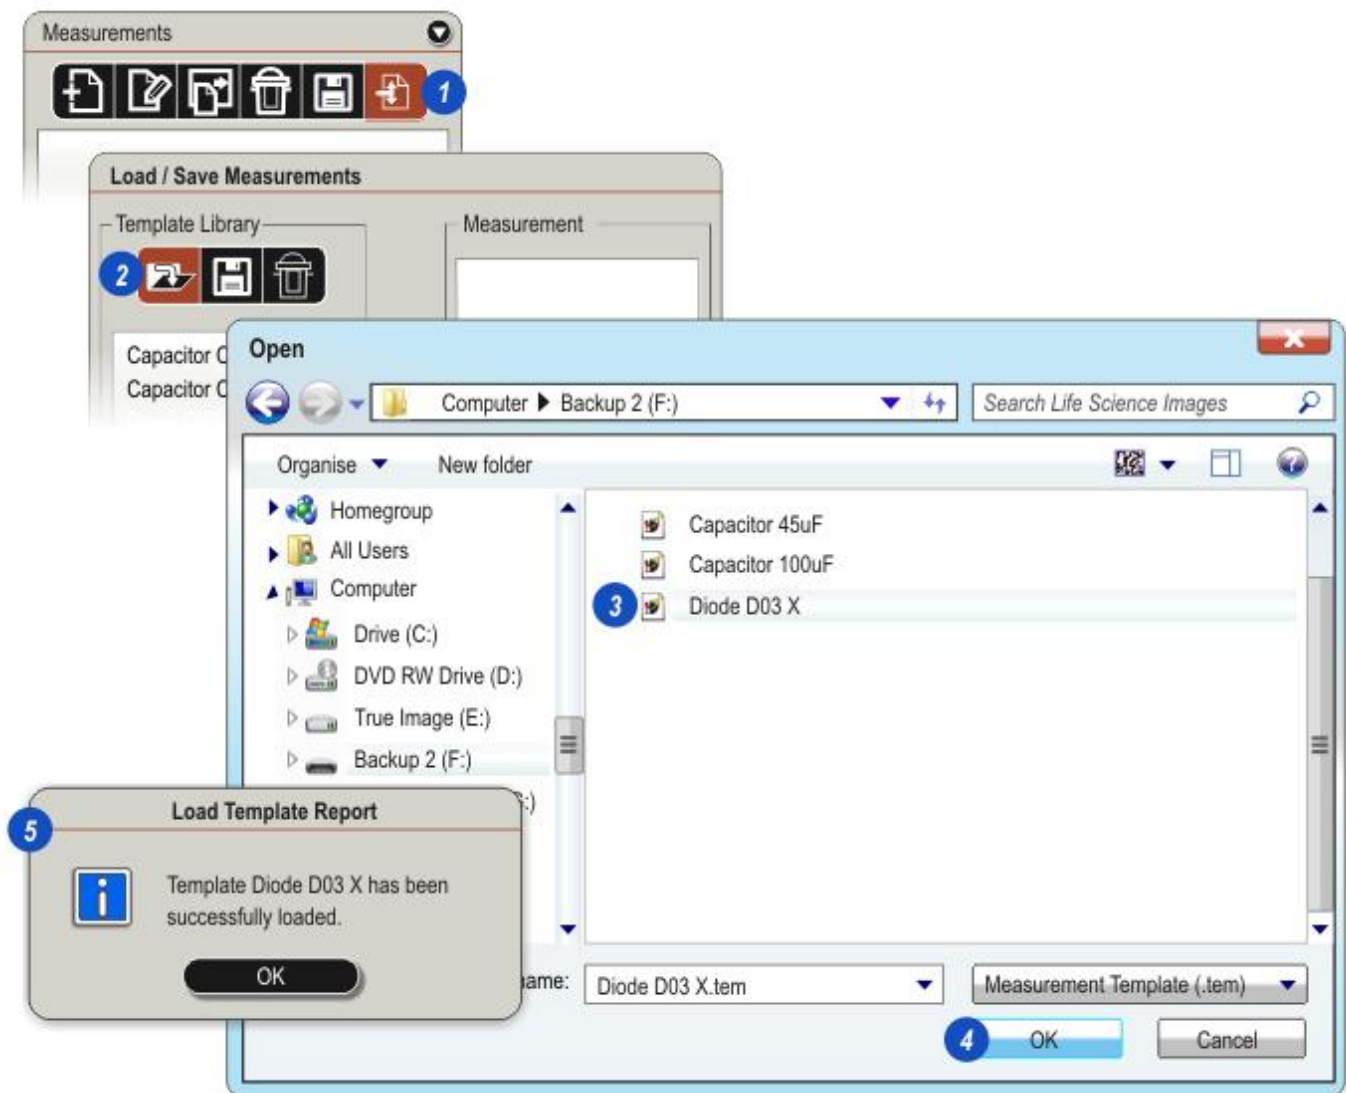 Measurements
1
Load / Save Measurements
Template Library
Measurement
2
Capacitor C
Capacitor C
Open
Computer Backup 2 (F:)
Search Life Science Images
Organise
New folder
Homegroup
All Users
Computer
Drive (C:)
DVD RW Drive (D:)
True Image (E:)
Backup 2 (F:)
:)
Capacitor 45uF
Capacitor 100uF
3
Diode D03 X
5
Load Template Report
Template Diode D03 X has been
successfully loaded.
OK
name:
Diode D03 X.tem
Measurement Template (.tem)
4
OK
Cancel